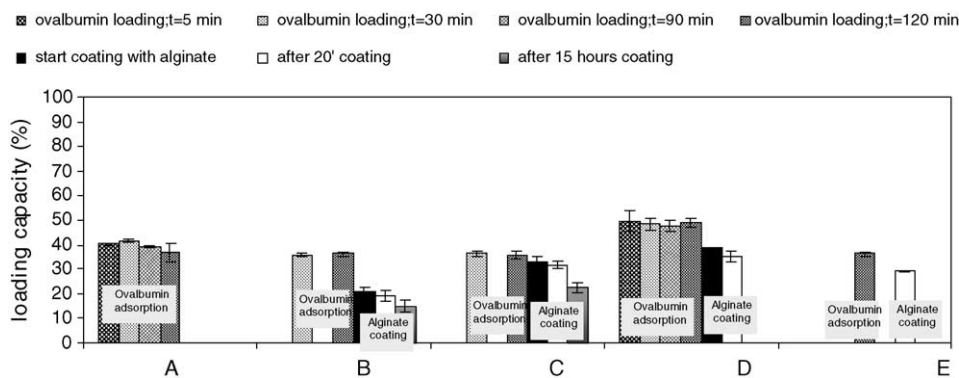 ovalbumin loading;t=5 min ovalbumin loading;t=30 min ovalbumin loading;t=90 min ovalbumin loading;t=120 min
start coating with alginate after 20' coating after 15 hours coating
loading capacity (%)
100
90
80
70
60
50
40
30
20
10
0
Ovalbumin
adsorption
Ovalbumin
adsorption
Alginate
coating
Ovalbumin
adsorption
Alginate
coating
Ovalbumin
adsorption
Alginate
coating
Ovalbumin
adsorption
Alginate
coating
A B C D E